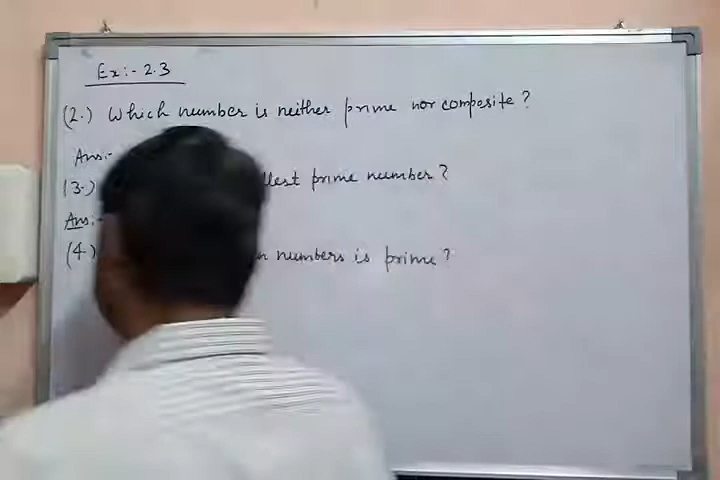 Ex:- 2.3
(2.) Which number is neither prime nor composite?
Ans:-
(3.) prime number?
Ans:-
(4) numbers is prime?